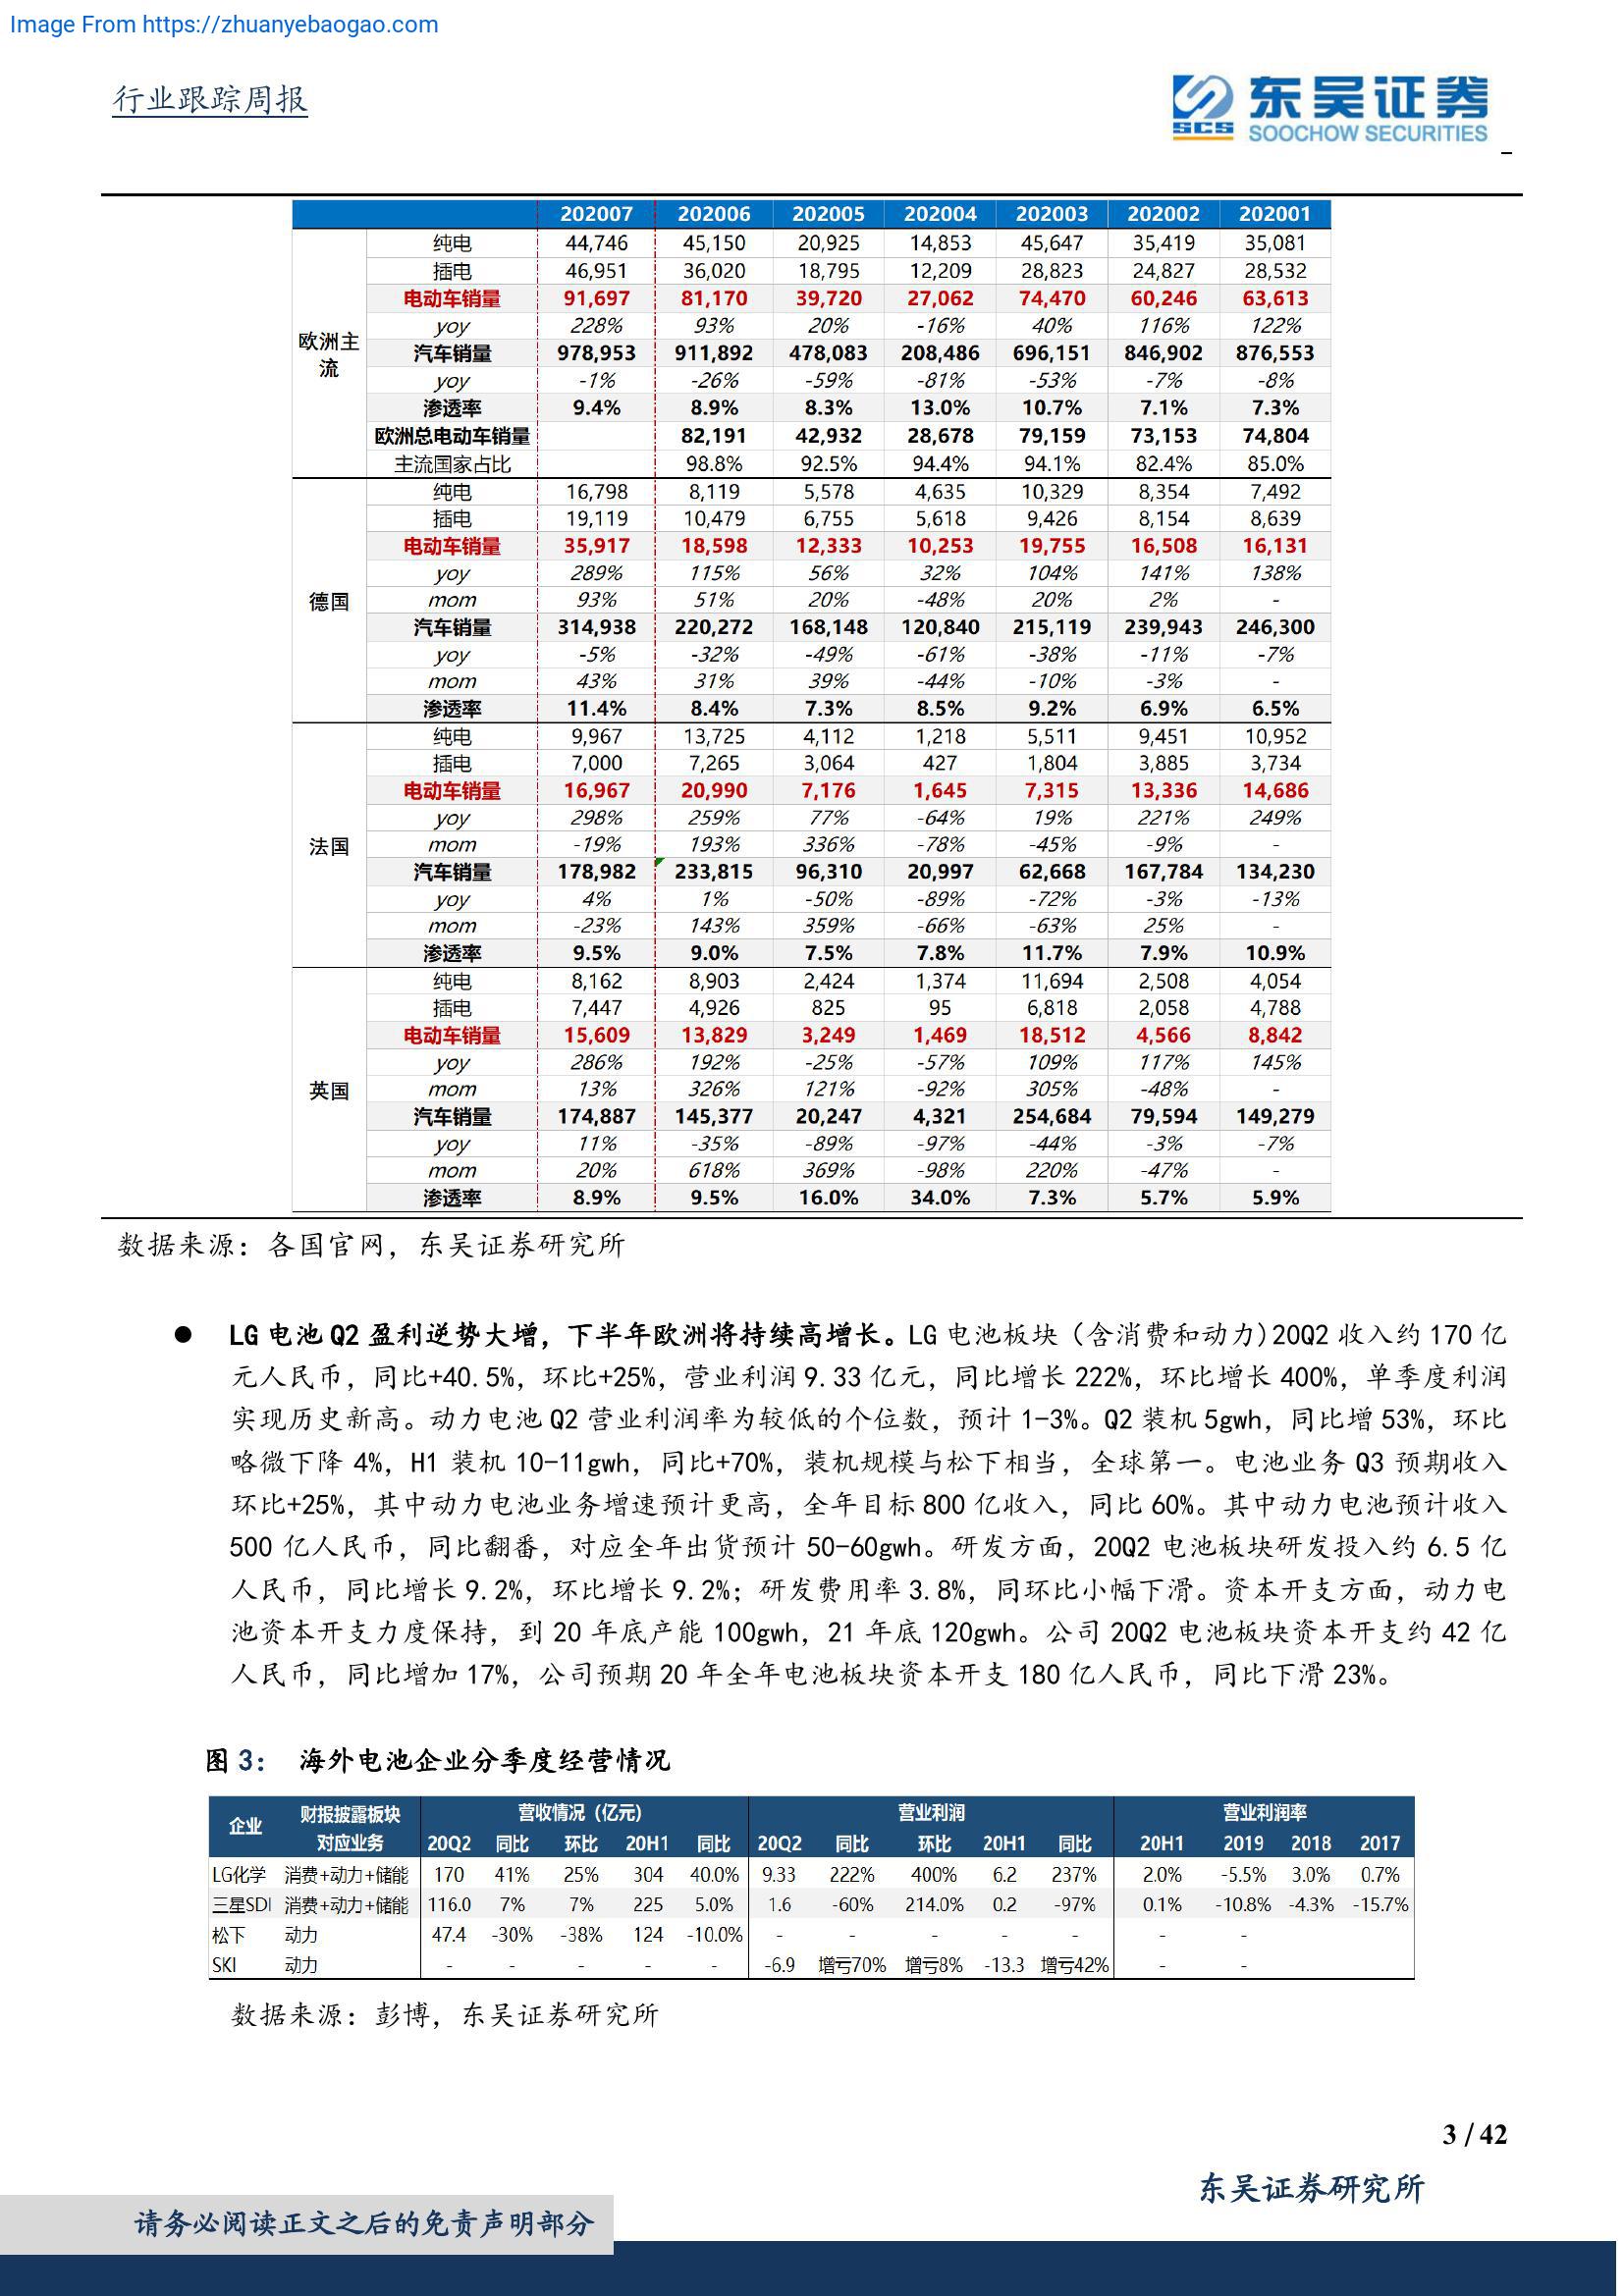 Image From https://zhuanyebaogao.com
行业跟踪周报
东吴证券
SCS SOOCHOW SECURITIES
202007 202006 202005 202004 202003 202002 202001
欧洲主流
纯电 44,746 45,150 20,925 14,853 45,647 35,419 35,081
插电 46,951 36,020 18,795 12,209 28,823 24,827 28,532
电动车销量 91,697 81,170 39,720 27,062 74,470 60,246 63,613
yoy 228% 93% 20% -16% 40% 116% 122%
汽车销量 978,953 911,892 478,083 208,486 696,151 846,902 876,553
yoy -1% -26% -59% -81% -53% -7% -8%
渗透率 9.4% 8.9% 8.3% 13.0% 10.7% 7.1% 7.3%
欧洲总电动车销量 82,191 42,932 28,678 79,159 73,153 74,804
主流国家占比 98.8% 92.5% 94.4% 94.1% 82.4% 85.0%
德国
纯电 16,798 8,119 5,578 4,635 10,329 8,354 7,492
插电 19,119 10,479 6,755 5,618 9,426 8,154 8,639
电动车销量 35,917 18,598 12,333 10,253 19,755 16,508 16,131
yoy 289% 115% 56% 32% 104% 141% 138%
mom 93% 51% 20% -48% 20% 2% -
汽车销量 314,938 220,272 168,148 120,840 215,119 239,943 246,300
yoy -5% -32% -49% -61% -38% -11% -7%
mom 43% 31% 39% -44% -10% -3% -
渗透率 11.4% 8.4% 7.3% 8.5% 9.2% 6.9% 6.5%
法国
纯电 9,967 13,725 4,112 1,218 5,511 9,451 10,952
插电 7,000 7,265 3,064 427 1,804 3,885 3,734
电动车销量 16,967 20,990 7,176 1,645 7,315 13,336 14,686
yoy 298% 259% 77% -64% 19% 221% 249%
mom -19% 193% 336% -78% -45% -9% -
汽车销量 178,982 233,815 96,310 20,997 62,668 167,784 134,230
yoy 4% 1% -50% -89% -72% -3% -13%
mom -23% 143% 359% -66% -63% 25% -
渗透率 9.5% 9.0% 7.5% 7.8% 11.7% 7.9% 10.9%
英国
纯电 8,162 8,903 2,424 1,374 11,694 2,508 4,054
插电 7,447 4,926 825 95 6,818 2,058 4,788
电动车销量 15,609 13,829 3,249 1,469 18,512 4,566 8,842
yoy 286% 192% -25% -57% 109% 117% 145%
mom 13% 326% 121% -92% 305% -48% -
汽车销量 174,887 145,377 20,247 4,321 254,684 79,594 149,279
yoy 11% -35% -89% -97% -44% -3% -7%
mom 20% 618% 369% -98% 220% -47% -
渗透率 8.9% 9.5% 16.0% 34.0% 7.3% 5.7% 5.9%
数据来源：各国官网，东吴证券研究所
● LG 电池 Q2 盈利逆势大增，下半年欧洲将持续高增长。LG 电池板块（含消费和动力)20Q2 收入约 170 亿
元人民币，同比+40.5%，环比+25%，营业利润 9.33 亿元，同比增长 222%，环比增长 400%，单季度利润
实现历史新高。动力电池 Q2 营业利润率为较低的个位数，预计 1-3%。Q2 装机 5gwh，同比增 53%，环比
略微下降 4%，H1 装机 10-11gwh，同比+70%，装机规模与松下相当，全球第一。电池业务 Q3 预期收入
环比+25%，其中动力电池业务增速预计更高，全年目标 800 亿收入，同比 60%。其中动力电池预计收入
500 亿人民币，同比翻番，对应全年出货预计 50-60gwh。研发方面，20Q2 电池板块研发投入约 6.5 亿
人民币，同比增长 9.2%，环比增长 9.2%；研发费用率 3.8%，同环比小幅下滑。资本开支方面，动力电
池资本开支力度保持，到 20 年底产能 100gwh，21 年底 120gwh。公司 20Q2 电池板块资本开支约 42 亿
人民币，同比增加 17%，公司预期 20 年全年电池板块资本开支 180 亿人民币，同比下滑 23%。
图 3： 海外电池企业分季度经营情况
企业 财报披露板块对应业务 营收情况（亿元） 营业利润 营业利润率
20Q2 同比 环比 20H1 同比 20Q2 同比 环比 20H1 同比 20H1 2019 2018 2017
LG化学 消费+动力+储能 170 41% 25% 304 40.0% 9.33 222% 400% 6.2 237% 2.0% -5.5% 3.0% 0.7%
三星SDI 消费+动力+储能 116.0 7% 7% 225 5.0% 1.6 -60% 214.0% 0.2 -97% 0.1% -10.8% -4.3% -15.7%
松下 动力 47.4 -30% -38% 124 -10.0% - - - - - - -
SKI 动力 - - - - - -6.9 增亏70% 增亏8% -13.3 增亏42% - -
数据来源：彭博，东吴证券研究所
3 / 42
东吴证券研究所
请务必阅读正文之后的免责声明部分